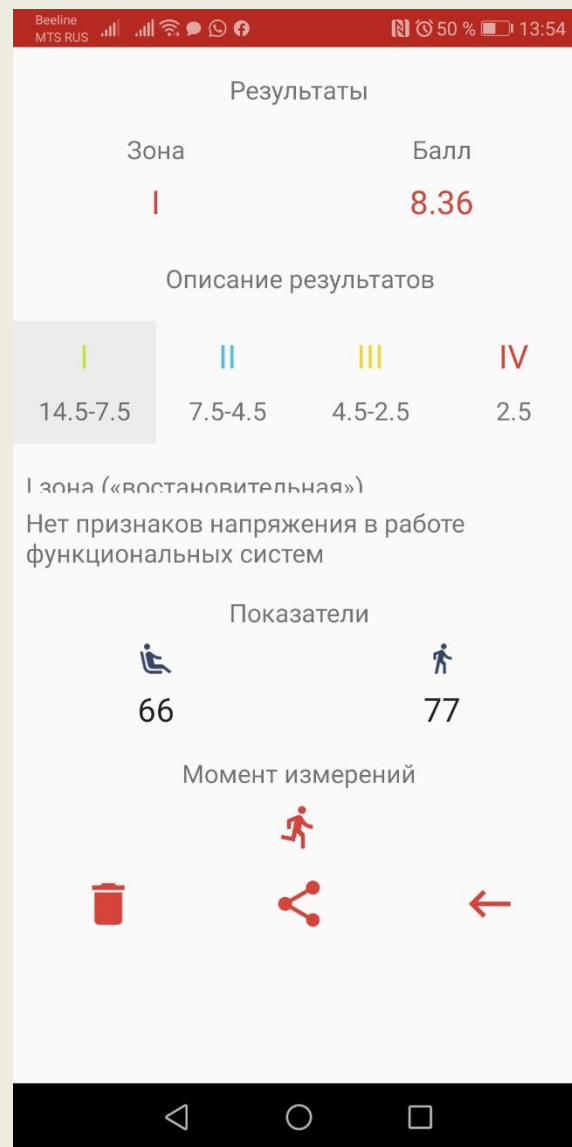 Beeline
MTS RUS
50 % 13:54
Результаты
Зона Балл
I 8.36
Описание результатов
I II III IV
14.5-7.5 7.5-4.5 4.5-2.5 2.5
I зона («востановительная»)
Нет признаков напряжения в работе
функциональных систем
Показатели
66 77
Момент измерений